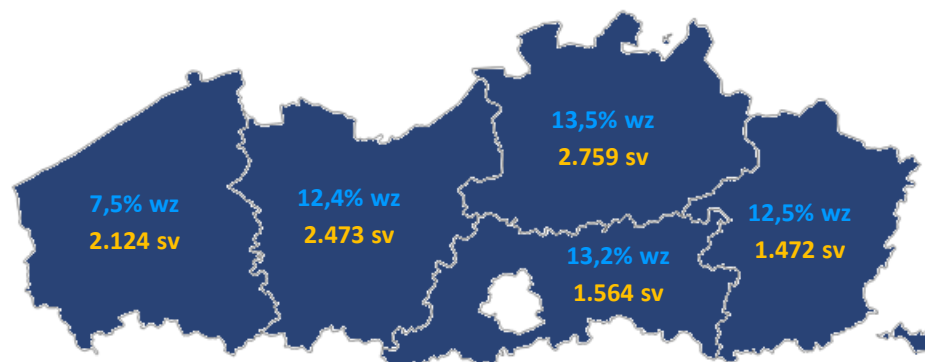 7,5% wz
2.124 sv
12,4% wz
2.473 sv
13,5% wz
2.759 sv
13,2% wz
1.564 sv
12,5% wz
1.472 sv